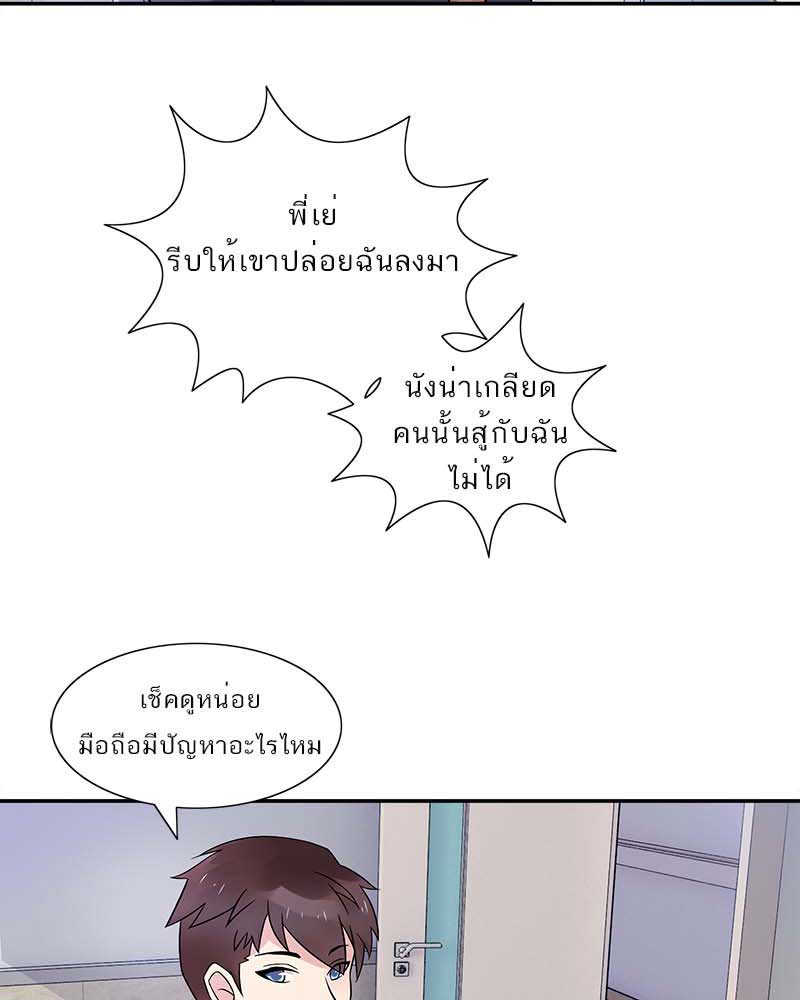 พี่เย่
รีบให้เขาปล่อยฉันลงมา
นังน่าเกลียด
คนนั้นสู้กับฉัน
ไม่ได้
เช็คดูหน่อย
มือถือมีปัญหาอะไรไหม